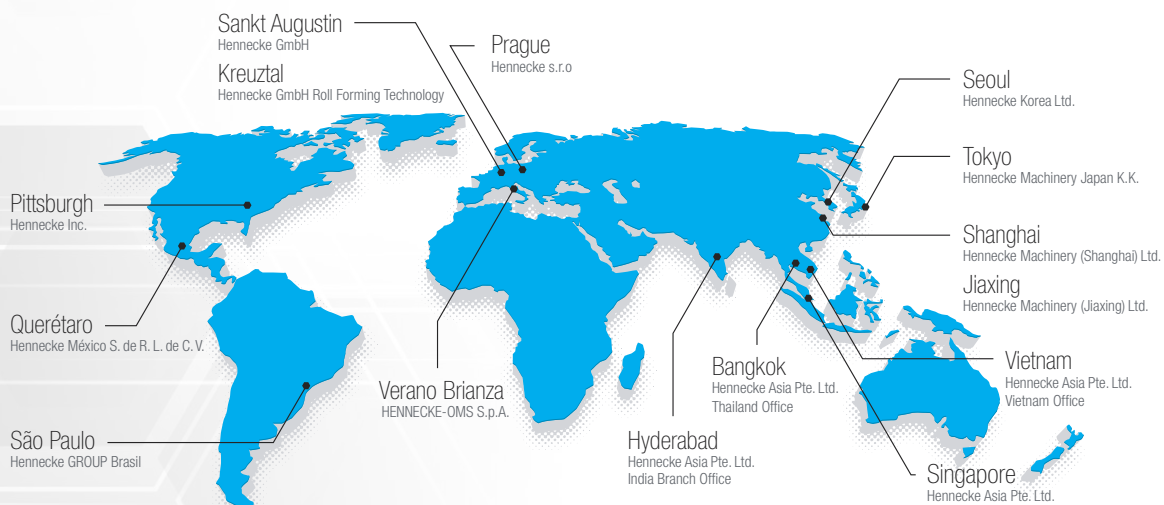 Sankt Augustin
Hennecke GmbH
Kreuztal
Hennecke GmbH Roll Forming Technology
Prague
Hennecke s.r.o
Seoul
Hennecke Korea Ltd.
Tokyo
Hennecke Machinery Japan K.K.
Pittsburgh
Hennecke Inc.
Shanghai
Hennecke Machinery (Shanghai) Ltd.
Jiaxing
Hennecke Machinery (Jiaxing) Ltd.
Querétaro
Hennecke México S. de R. L. de C. V.
Verano Brianza
HENNECKE-OMS S.p.A.
Bangkok
Hennecke Asia Pte. Ltd.
Thailand Office
Vietnam
Hennecke Asia Pte. Ltd.
Vietnam Office
São Paulo
Hennecke GROUP Brasil
Hyderabad
Hennecke Asia Pte. Ltd.
India Branch Office
Singapore
Hennecke Asia Pte. Ltd.